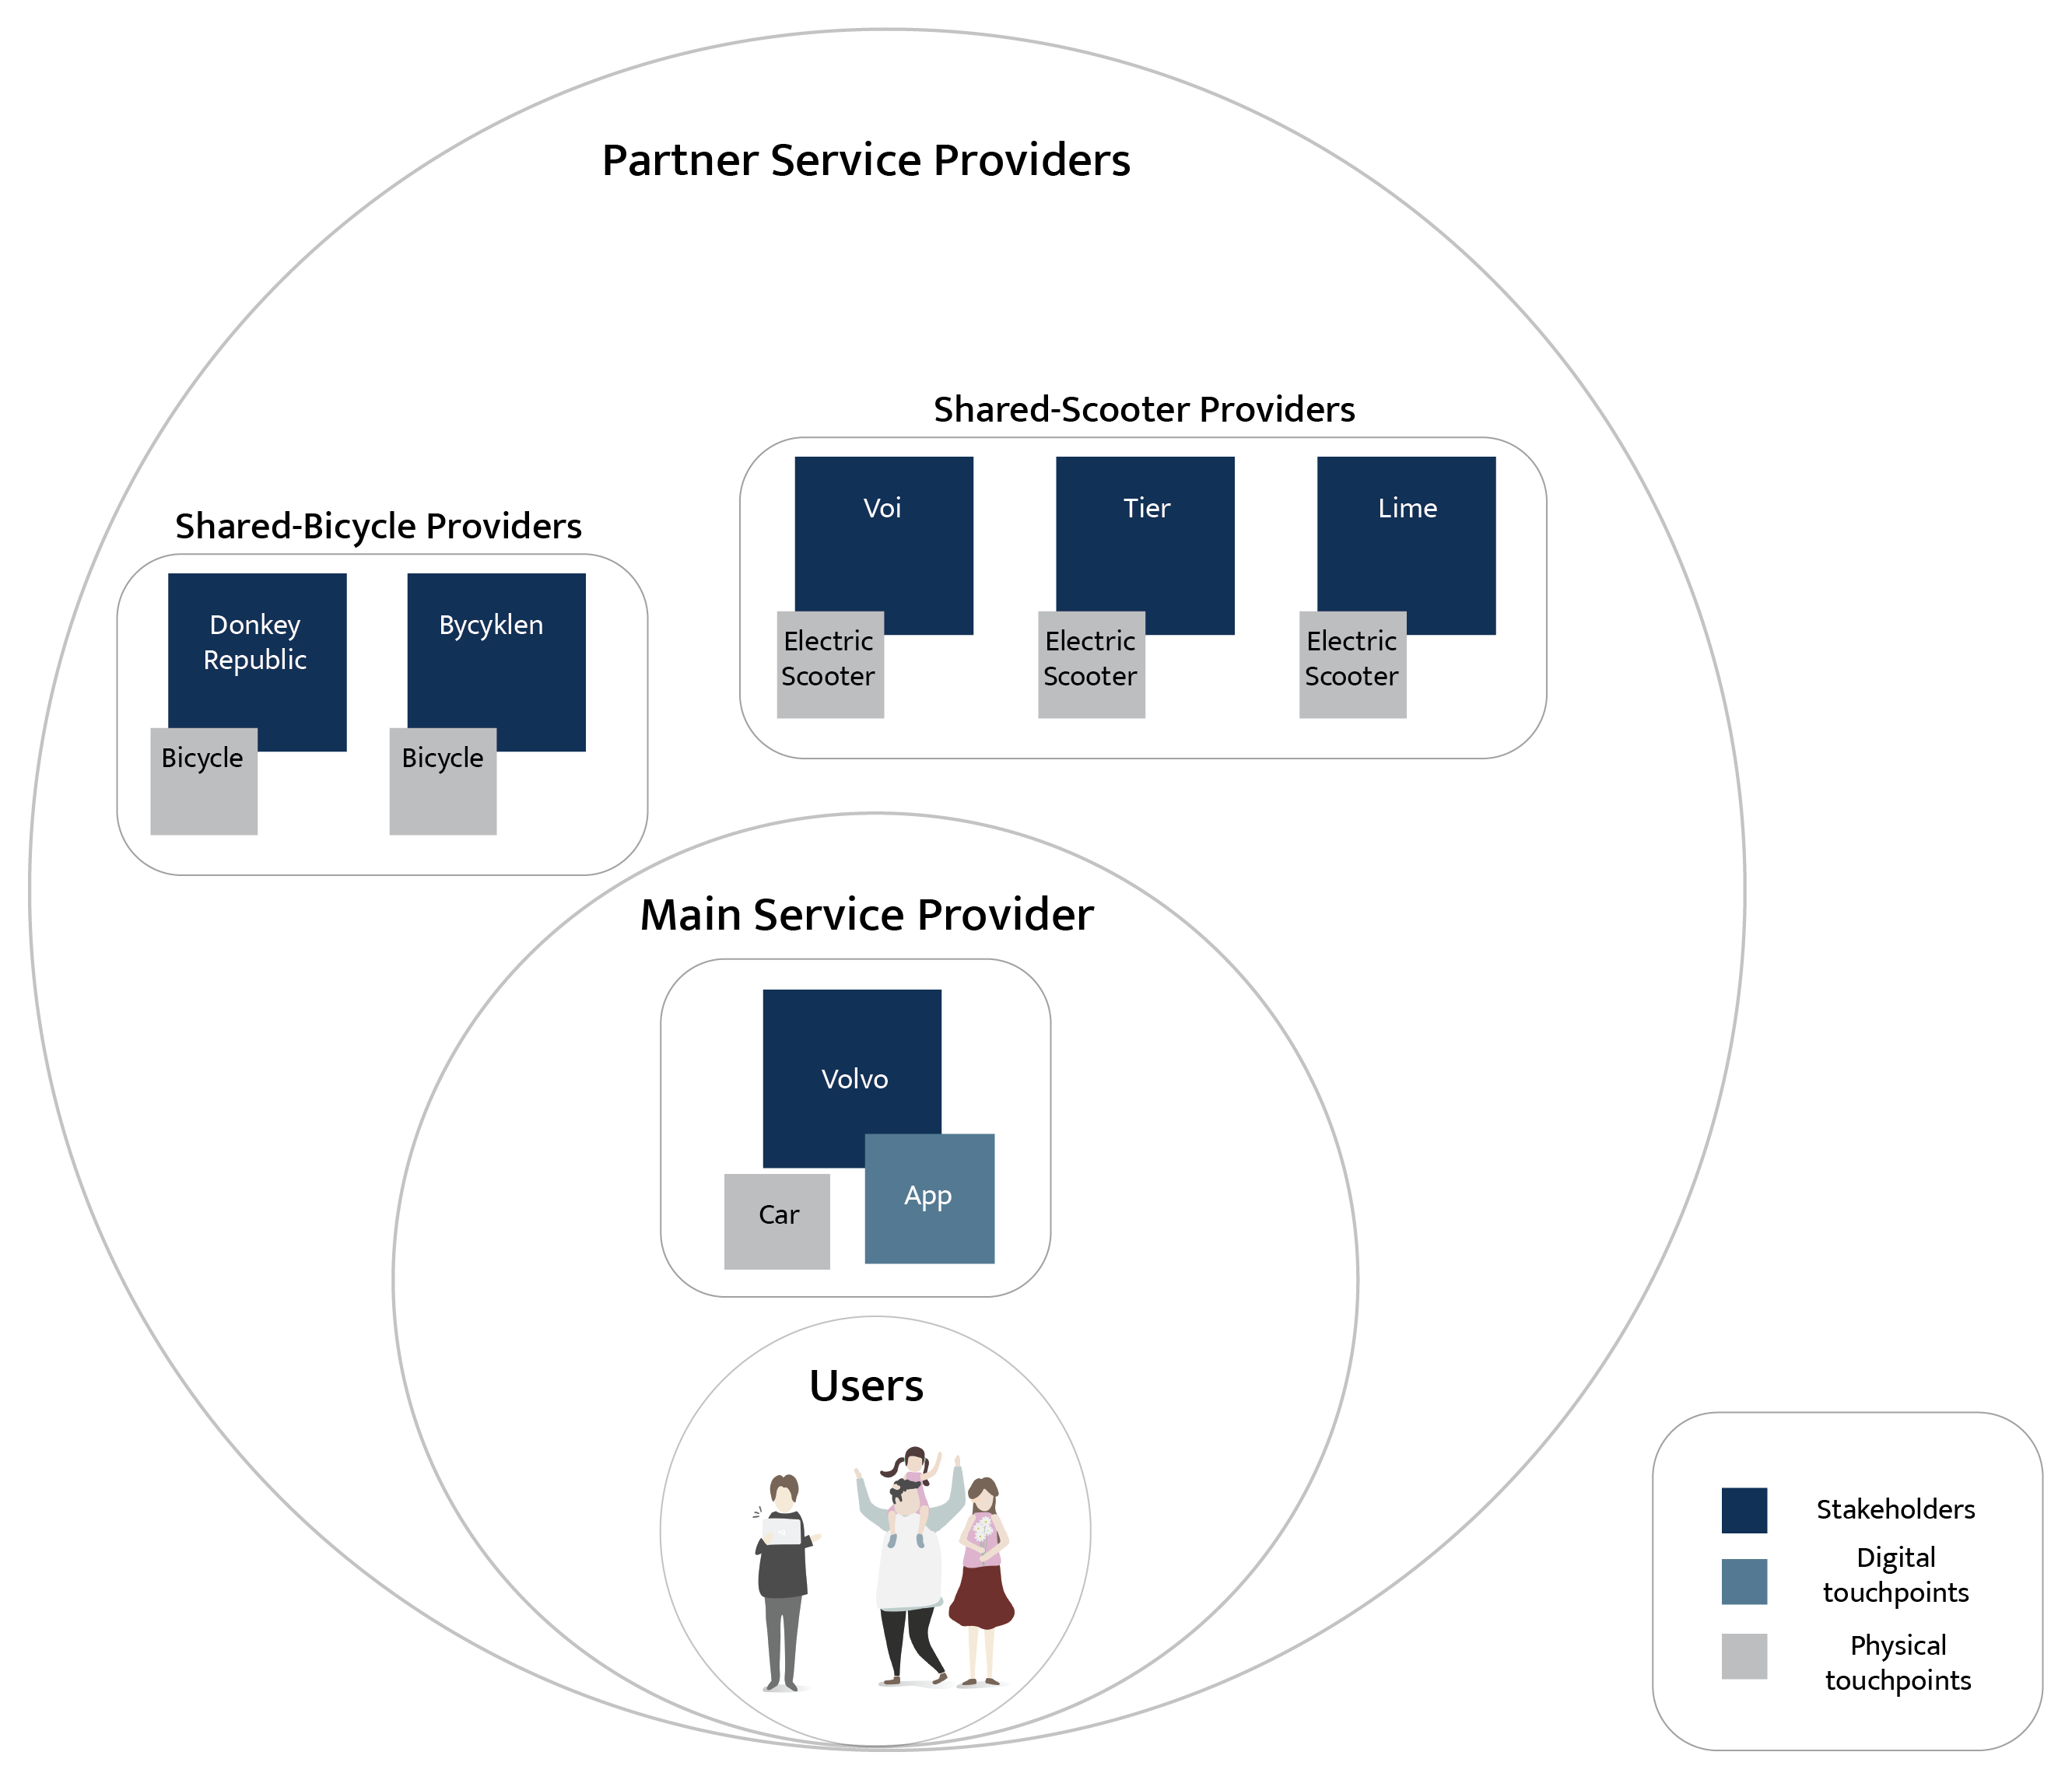 Partner Service Providers
Shared-Scooter Providers
Voi
Tier
Lime
Electric
Scooter
Electric
Scooter
Electric
Scooter
Shared-Bicycle Providers
Donkey
Republic
Bycyklen
Bicycle
Bicycle
Main Service Provider
Volvo
App
Car
Users
Stakeholders
Digital
touchpoints
Physical
touchpoints